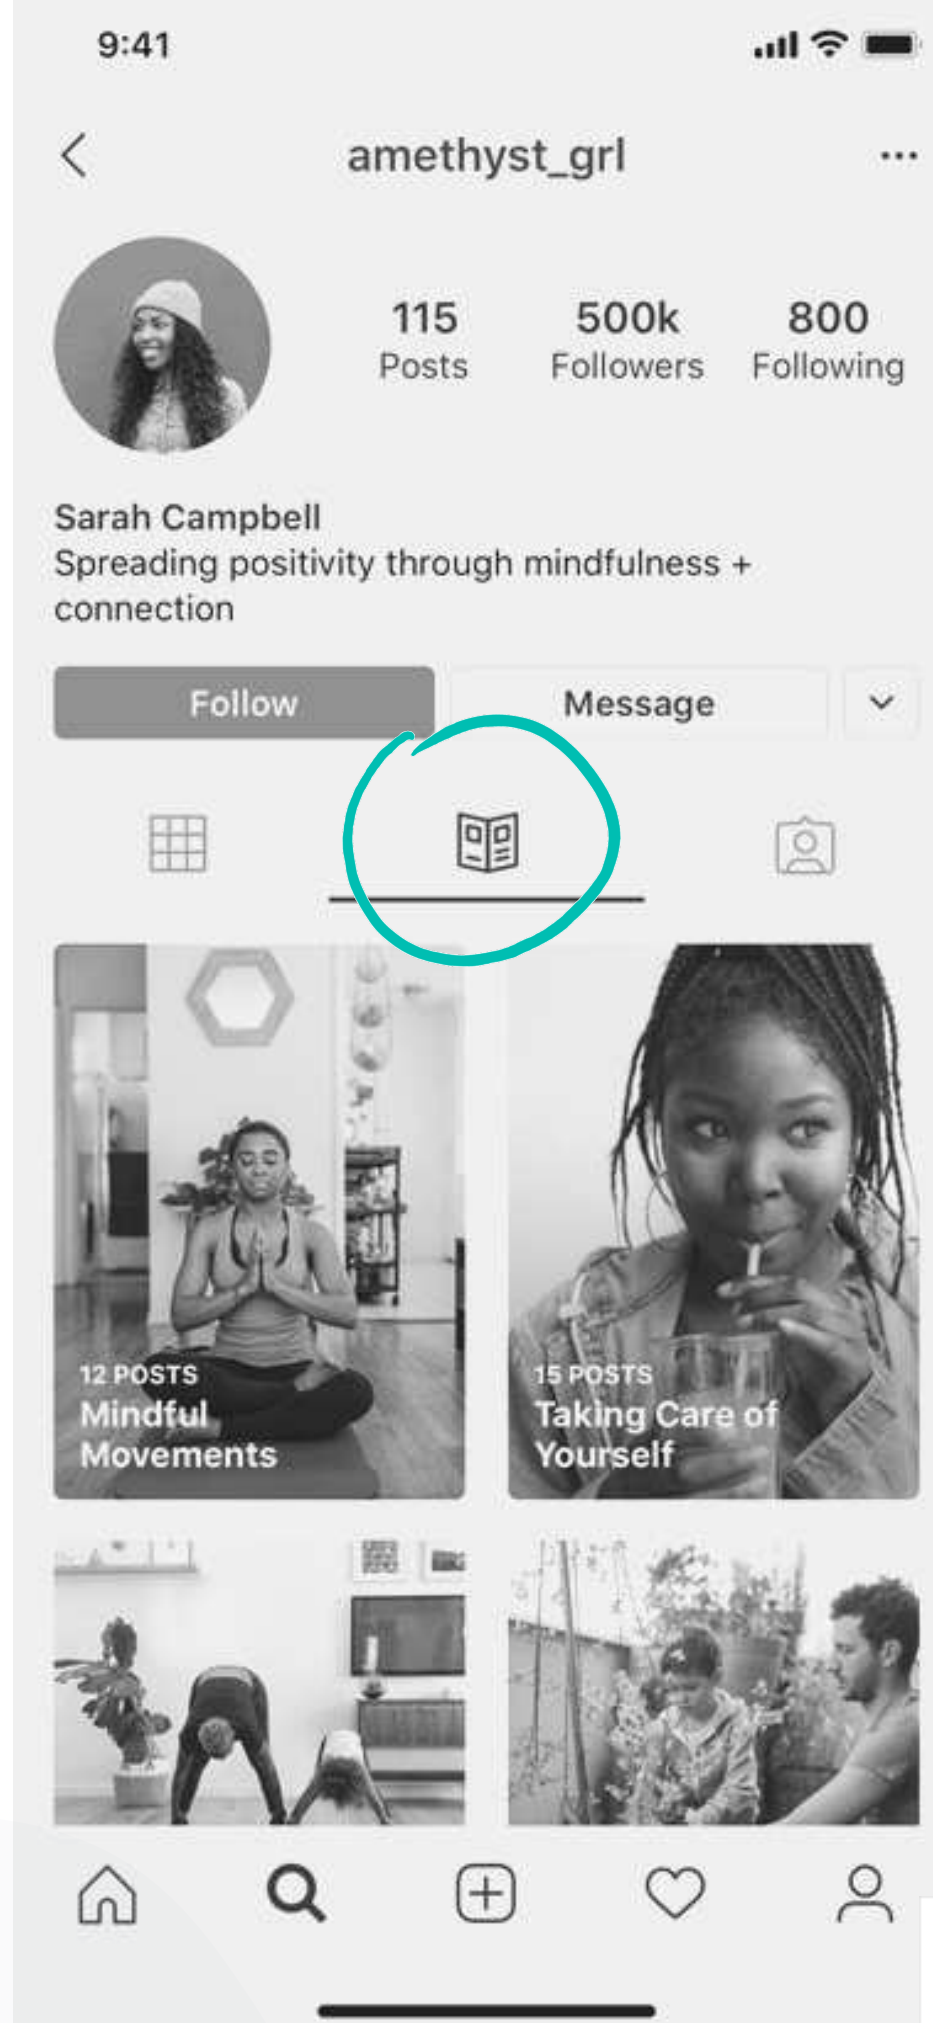 9:41
amethyst_grl
115 500k 800
Posts Followers Following
Sarah Campbell
Spreading positivity through mindfulness +
connection
Follow Message
12 POSTS
Mindful
Movements
15 POSTS
Taking Care of
Yourself